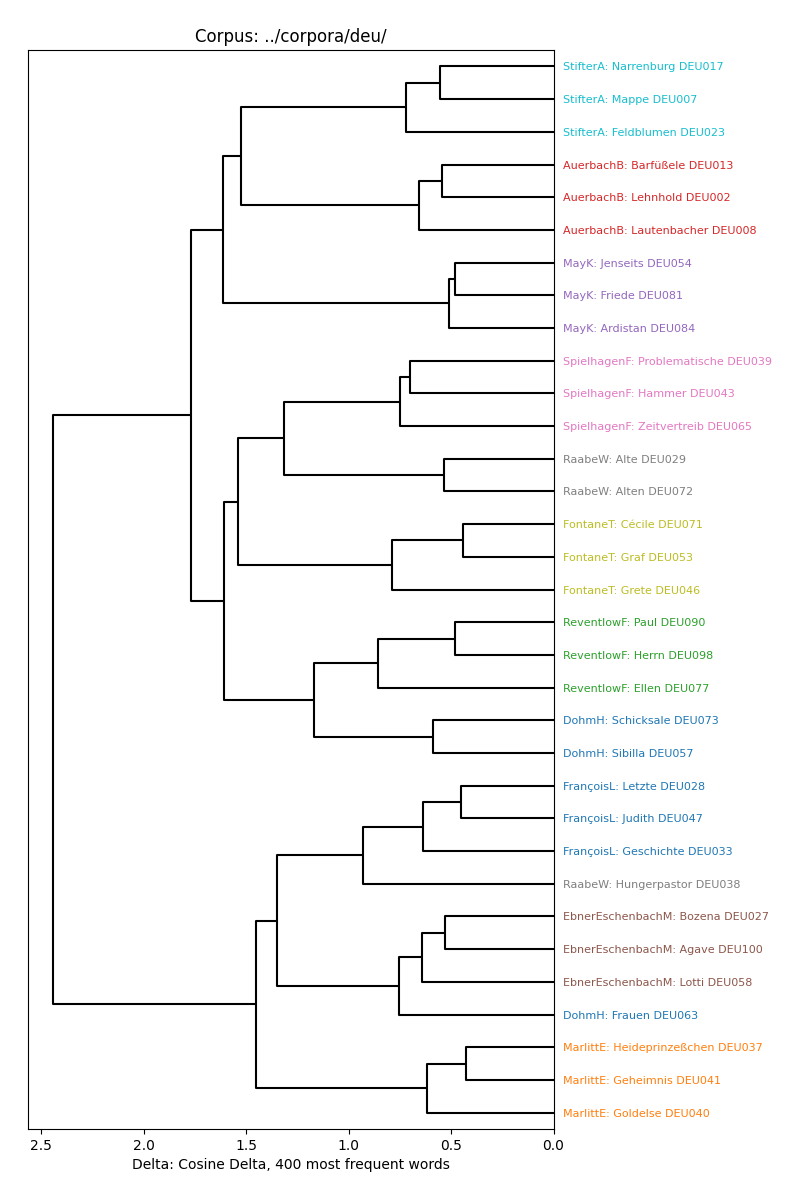 Corpus: ../corpora/deu/
StifterA: Narrenburg DEU017
StifterA: Mappe DEU007
StifterA: Feldblumen DEU023
AuerbachB: Barfüßele DEU013
AuerbachB: Lehnhold DEU002
AuerbachB: Lautenbacher DEU008
MayK: Jenseits DEU054
MayK: Friede DEU081
MayK: Ardistan DEU084
SpielhagenF: Problematische DEU039
SpielhagenF: Hammer DEU043
SpielhagenF: Zeitvertreib DEU065
RaabeW: Alte DEU029
RaabeW: Alten DEU072
FontaneT: Cécile DEU071
FontaneT: Graf DEU053
FontaneT: Grete DEU046
ReventlowF: Paul DEU090
ReventlowF: Herrn DEU098
ReventlowF: Ellen DEU077
DohmH: Schicksale DEU073
DohmH: Sibilla DEU057
FrançoisL: Letzte DEU028
FrançoisL: Judith DEU047
FrançoisL: Geschichte DEU033
RaabeW: Hungerpastor DEU038
EbnerEschenbachM: Bozena DEU027
EbnerEschenbachM: Agave DEU100
EbnerEschenbachM: Lotti DEU058
DohmH: Frauen DEU063
MarlittE: Heideprinzeßchen DEU037
MarlittE: Geheimnis DEU041
MarlittE: Goldelse DEU040
2.5 2.0 1.5 1.0 0.5 0.0
Delta: Cosine Delta, 400 most frequent words